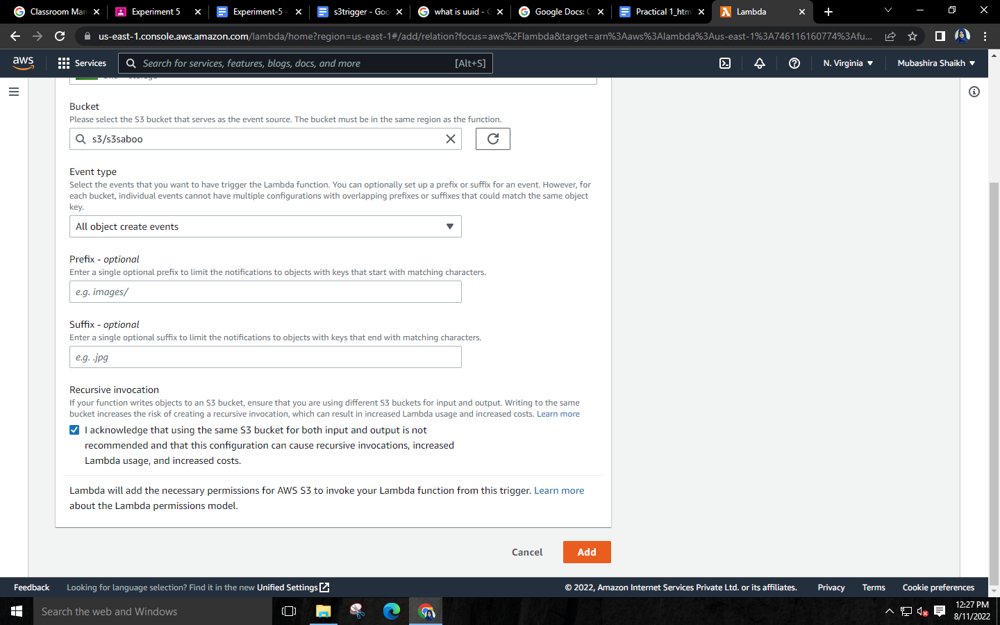 Classroom Man
Experiment 5
Experiment-5 -
s3trigger - Goo
what is uuid - G
Google Docs: C
Practical 1_htm
Lambda
us-east-1.console.aws.amazon.com/lambda/home?region=us-east-1#/add/relation?focus=aws%2Flambda&target=arn%3Aaws%3Alambda%3Aus-east-1%3A746116160774%3Afu...
aws
Services
Search for services, features, blogs, docs, and more
[Alt+S]
N. Virginia
Mubashira Shaikh
Bucket
Please select the S3 bucket that serves as the event source. The bucket must be in the same region as the function.
s3/s3saboo
Event type
Select the events that you want to have trigger the Lambda function. You can optionally set up a prefix or suffix for an event. However, for
each bucket, individual events cannot have multiple configurations with overlapping prefixes or suffixes that could match the same object
key.
All object create events
Prefix - optional
Enter a single optional prefix to limit the notifications to objects with keys that start with matching characters.
e.g. images/
Suffix - optional
Enter a single optional suffix to limit the notifications to objects with keys that end with matching characters.
e.g. .jpg
Recursive invocation
If your function writes objects to an S3 bucket, ensure that you are using different S3 buckets for input and output. Writing to the same
bucket increases the risk of creating a recursive invocation, which can result in increased Lambda usage and increased costs. Learn more
I acknowledge that using the same S3 bucket for both input and output is not
recommended and that this configuration can cause recursive invocations, increased
Lambda usage, and increased costs.
Lambda will add the necessary permissions for AWS S3 to invoke your Lambda function from this trigger. Learn more
about the Lambda permissions model.
Cancel
Add
Feedback
Looking for language selection? Find it in the new Unified Settings
© 2022, Amazon Internet Services Private Ltd. or its affiliates.
Privacy
Terms
Cookie preferences
Search the web and Windows
12:27 PM
8/11/2022